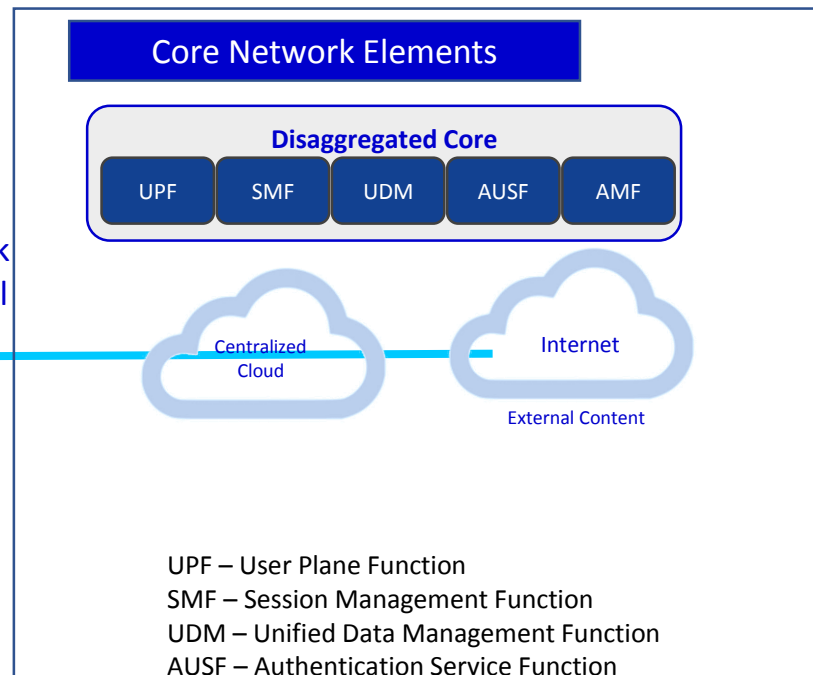 Core Network Elements
Disaggregated Core
UPF SMF UDM AUSF AMF
k
l
Centralized
Cloud
Internet
External Content
UPF – User Plane Function
SMF – Session Management Function
UDM – Unified Data Management Function
AUSF – Authentication Service Function